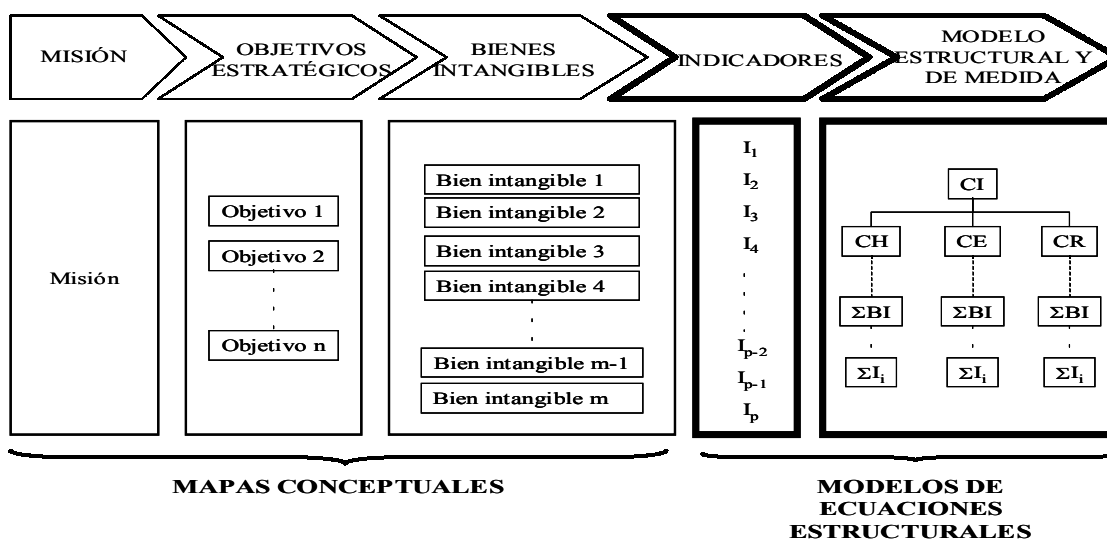 MISIÓN
OBJETIVOS
ESTRATÉGICOS
BIENES
INTANGIBLES
INDICADORES
MODELO
ESTRUCTURAL Y
DE MEDIDA
Misión
Objetivo 1
Objetivo 2
Objetivo n
Bien intangible 1
Bien intangible 2
Bien intangible 3
Bien intangible 4
Bien intangible m-1
Bien intangible m
I1
I2
I3
I4
Ip-2
Ip-1
Ip
CI
CH CE CR
ΣBI ΣBI ΣBI
ΣIi ΣIi ΣIi
MAPAS CONCEPTUALES
MODELOS DE
ECUACIONES
ESTRUCTURALES